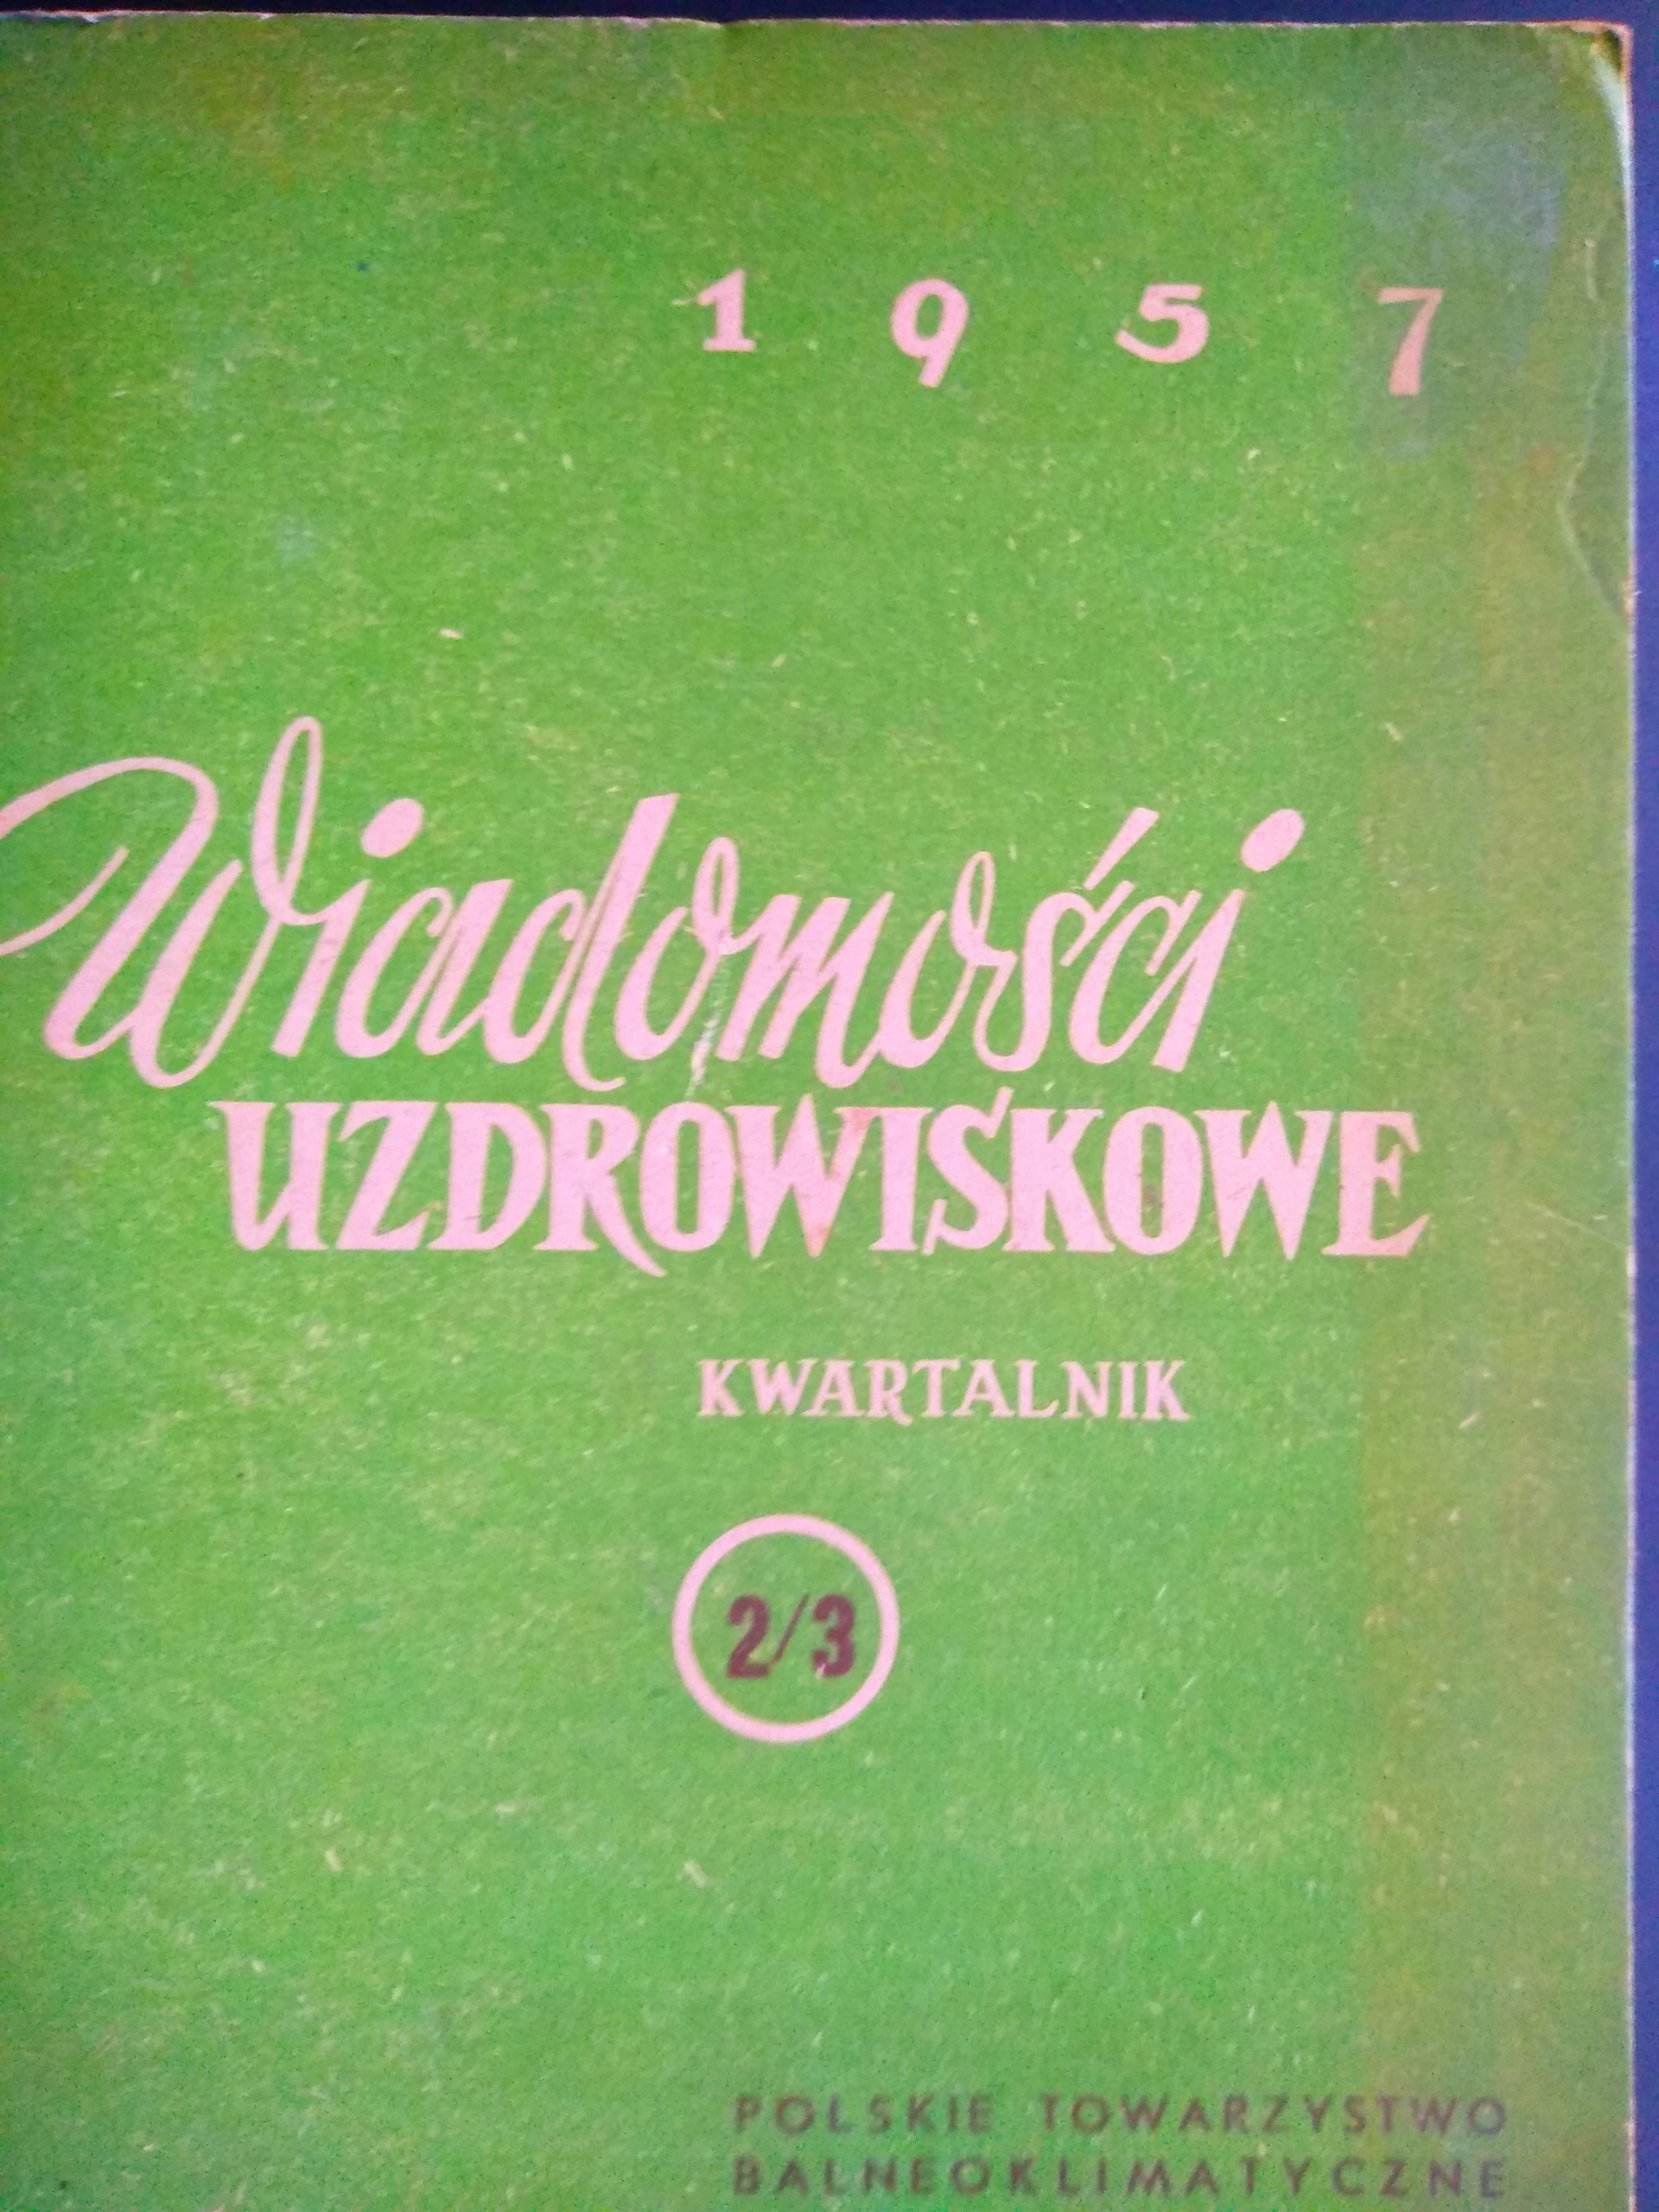 1957
Wiadomości
UZDROWISKOWE
KWARTALNIK
2/3
POLSKIE TOWARZYSTWO
BALNEOKLIMATYCZNE